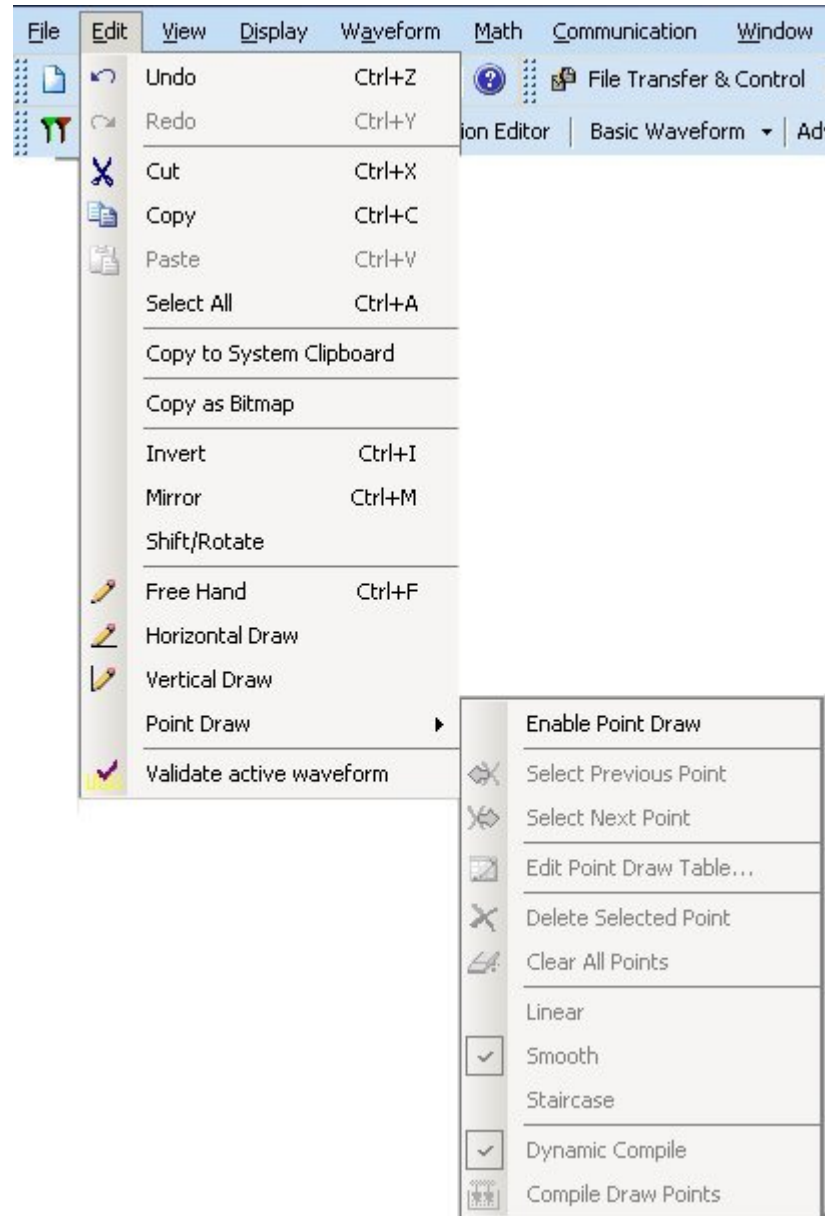 File Edit View Display Waveform Math Communication Window
Undo Ctrl+Z File Transfer & Control
Redo Ctrl+Y ion Editor Basic Waveform Ad
Cut Ctrl+X
Copy Ctrl+C
Paste Ctrl+V
Select All Ctrl+A
Copy to System Clipboard
Copy as Bitmap
Invert Ctrl+I
Mirror Ctrl+M
Shift/Rotate
Free Hand Ctrl+F
Horizontal Draw
Vertical Draw
Point Draw
Validate active waveform
Enable Point Draw
Select Previous Point
Select Next Point
Edit Point Draw Table...
Delete Selected Point
Clear All Points
Linear
Smooth
Staircase
Dynamic Compile
Compile Draw Points